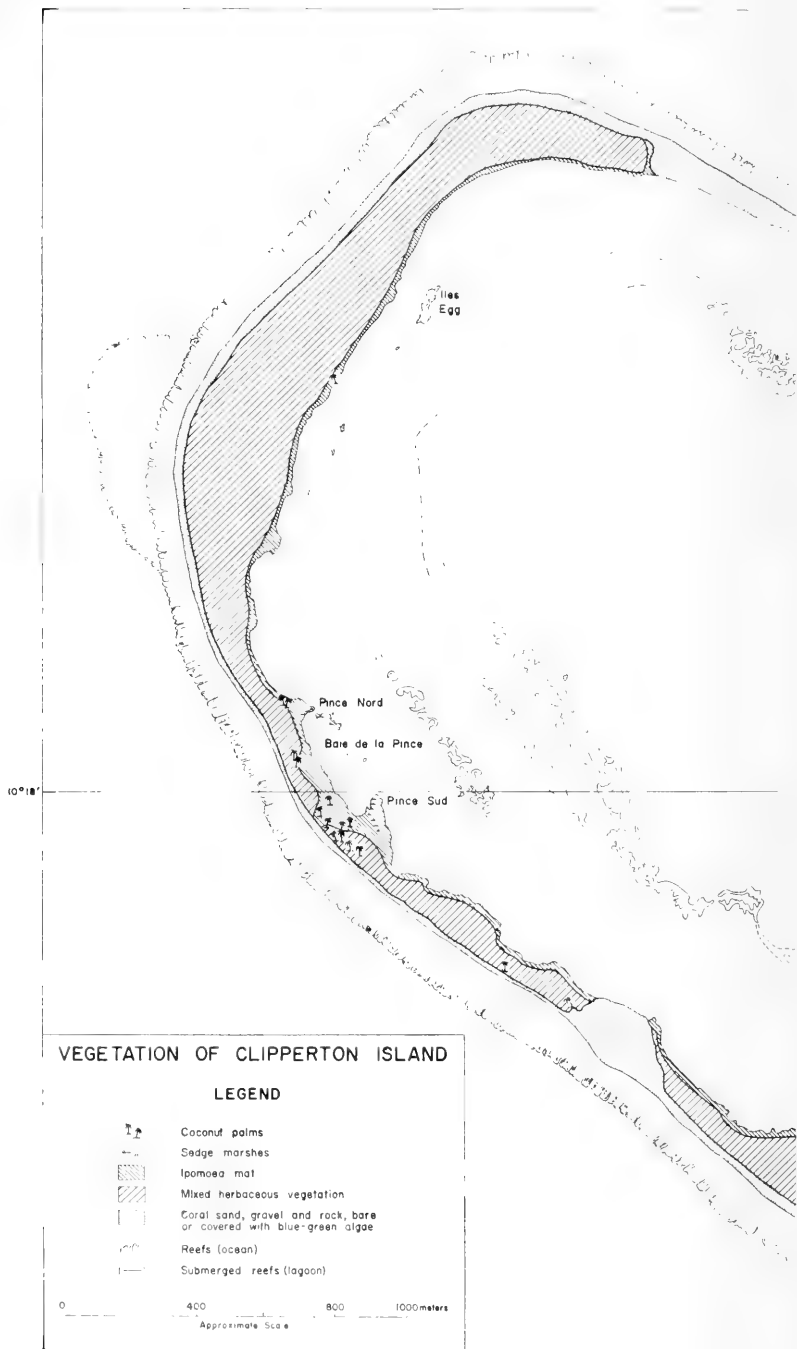 Iles
Egg
Pince Nord
Baie de la Pince
10°18'
Pince Sud
VEGETATION OF CLIPPERTON ISLAND
LEGEND
Coconut palms
Sedge marshes
Ipomoea mat
Mixed herbaceous vegetation
Coral sand, gravel and rock, bare
or covered with blue-green algae
Reefs (ocean)
Submerged reefs (lagoon)
0 400 800 1000 meters
Approximate Scale